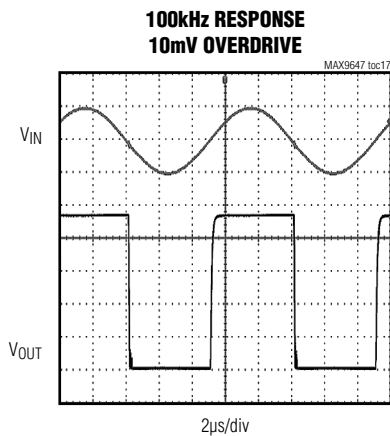 100kHz RESPONSE
10mV OVERDRIVE
MAX9647 toc17
VIN
VOUT
2µs/div